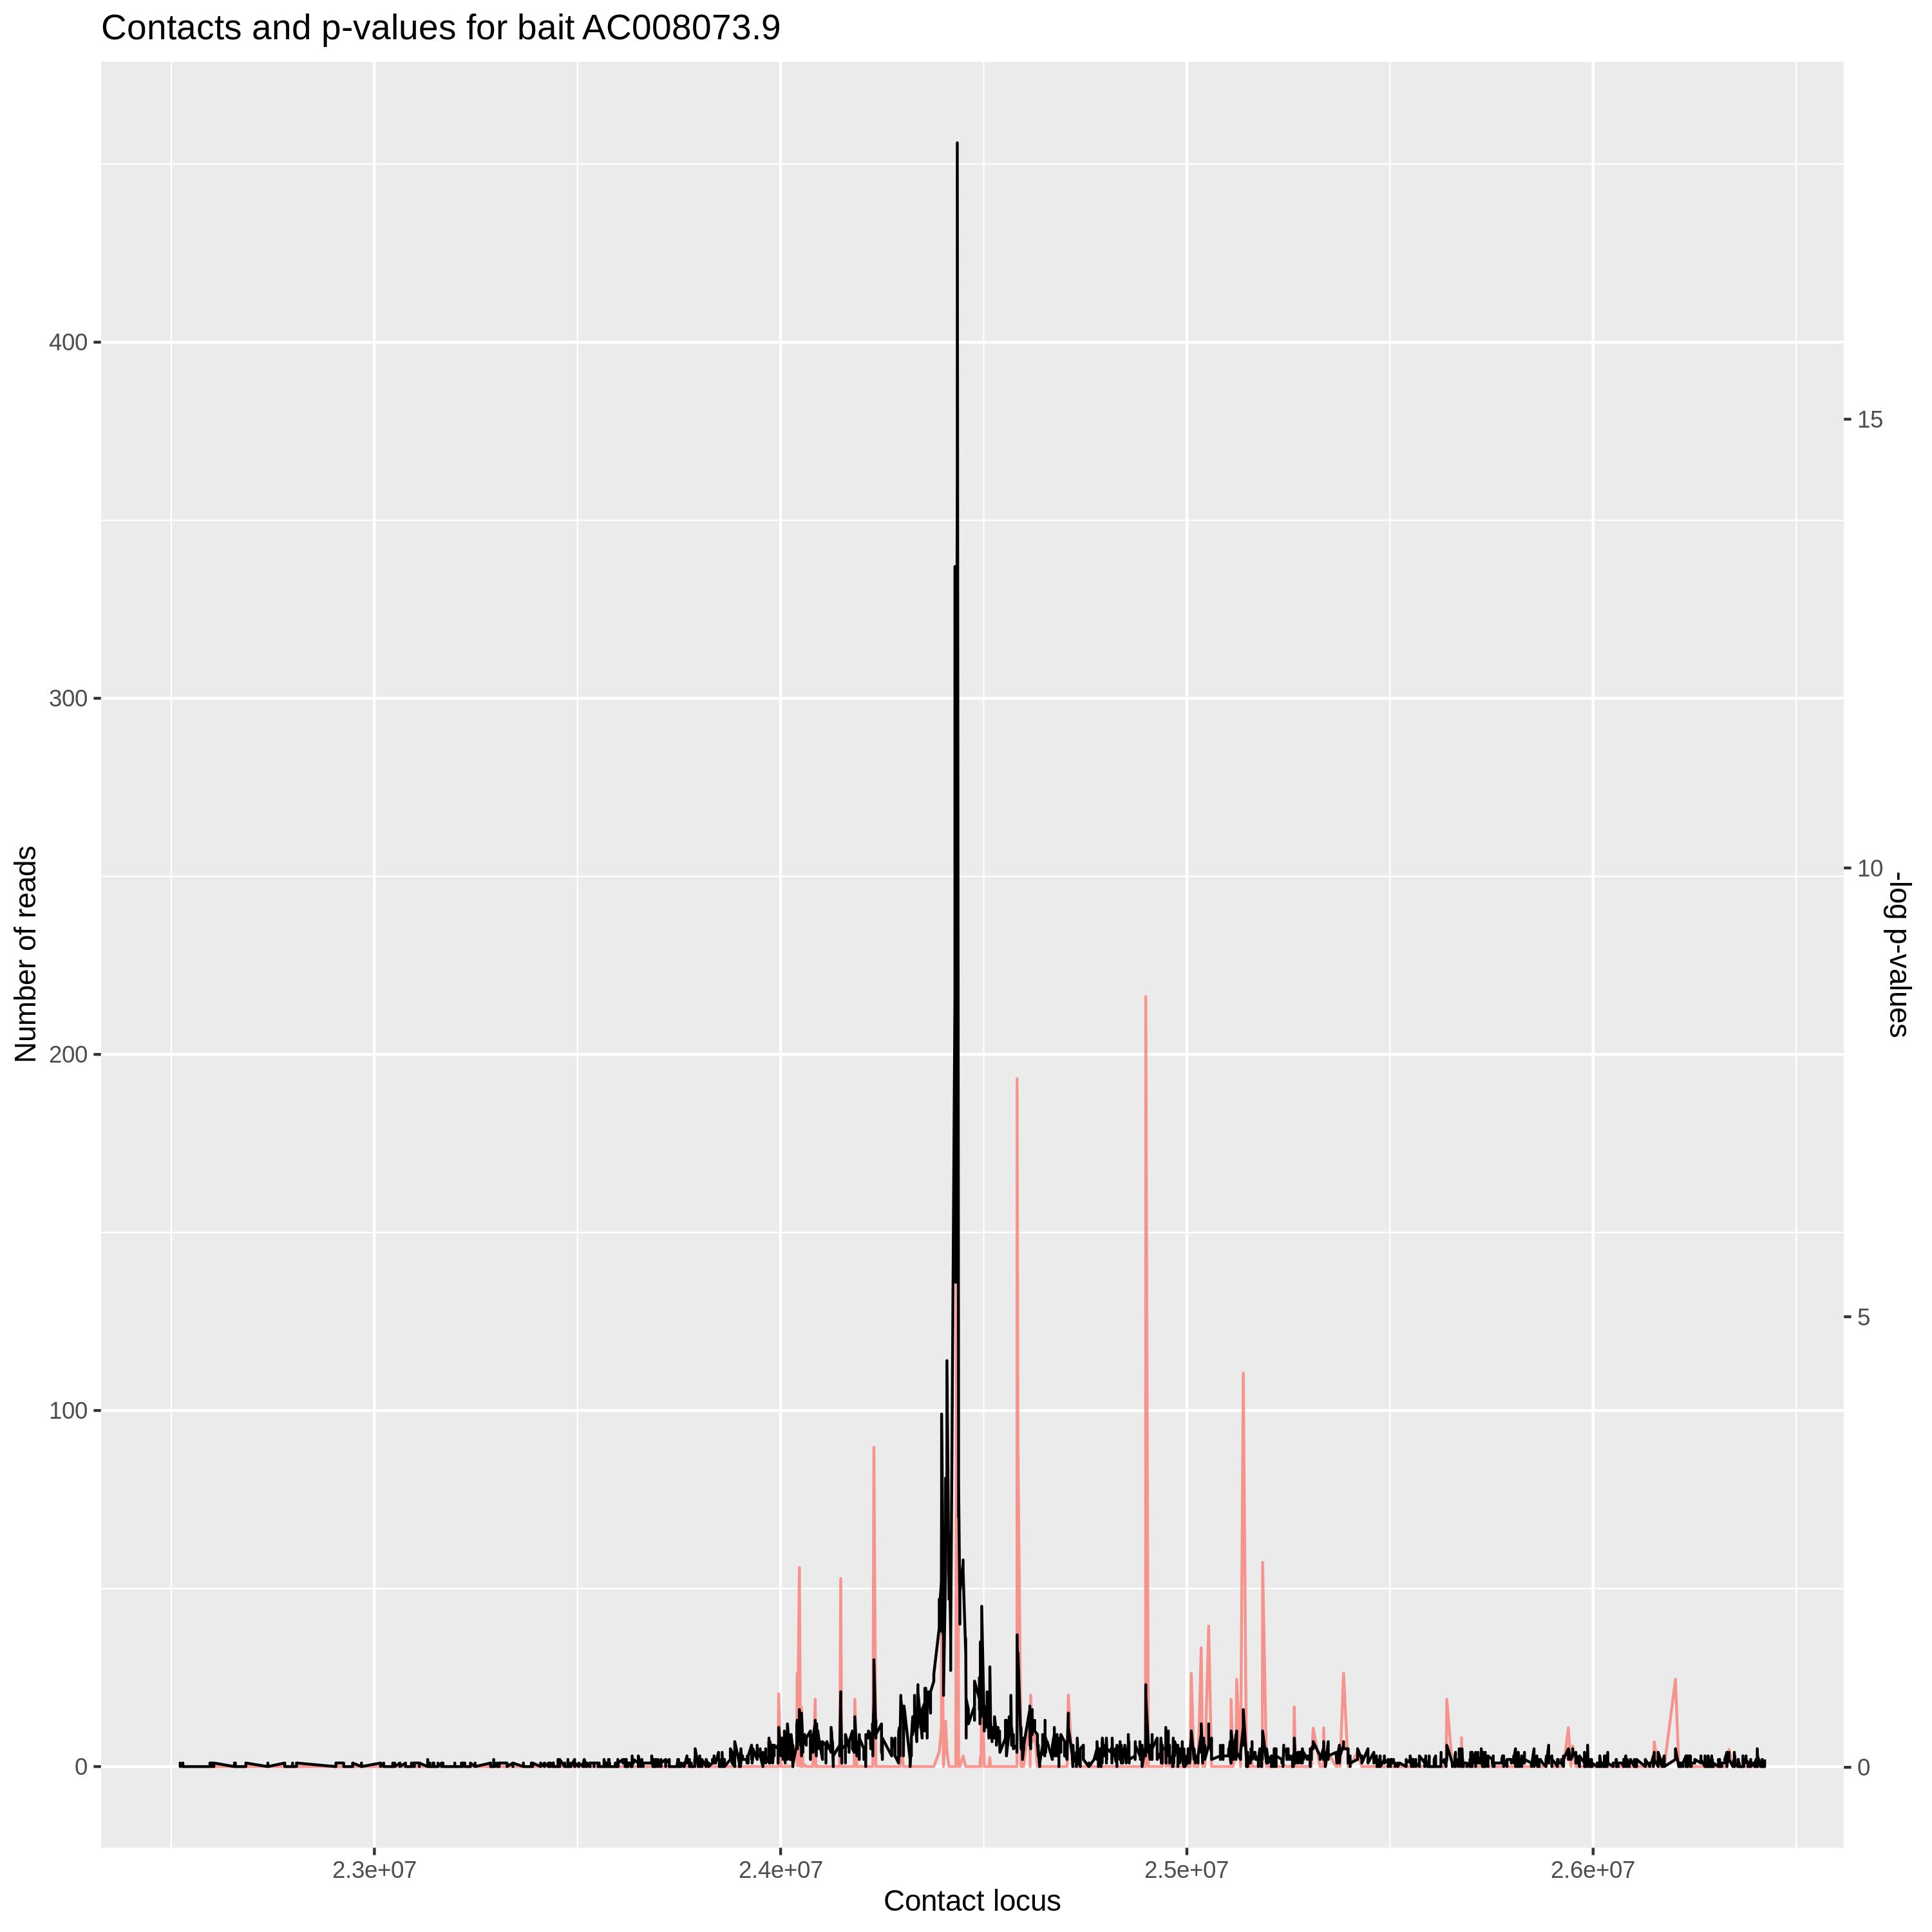 Contacts and p-values for bait AC008073.9
400
300
200
100
0
Number of reads
15
10
5
0
-log p-values
2.3e+07
2.4e+07
2.5e+07
2.6e+07
Contact locus